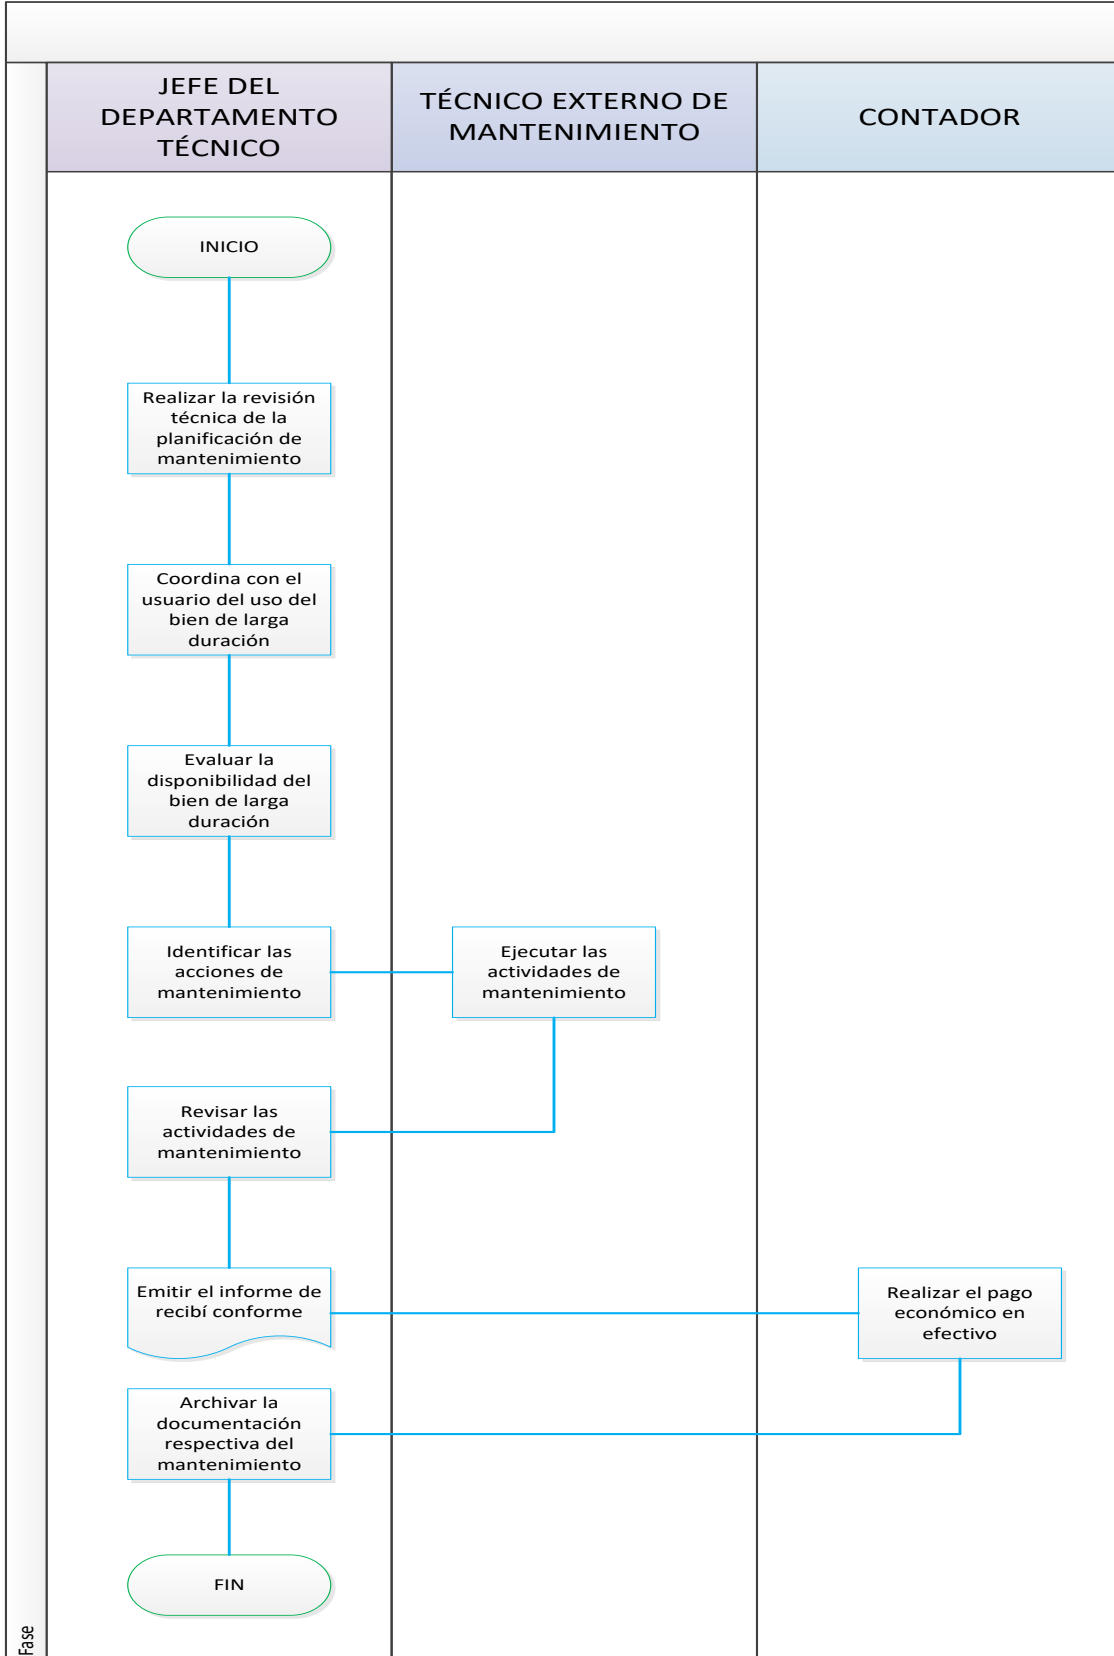 JEFE DEL
DEPARTAMENTO
TÉCNICO
TÉCNICO EXTERNO DE
MANTENIMIENTO
CONTADOR
INICIO
Realizar la revisión
técnica de la
planificación de
mantenimiento
Coordina con el
usuario del uso del
bien de larga
duración
Evaluar la
disponibilidad del
bien de larga
duración
Identificar las
acciones de
mantenimiento
Ejecutar las
actividades de
mantenimiento
Revisar las
actividades de
mantenimiento
Emitir el informe de
recibí conforme
Realizar el pago
económico en
efectivo
Archivar la
documentación
respectiva del
mantenimiento
FIN
Fase